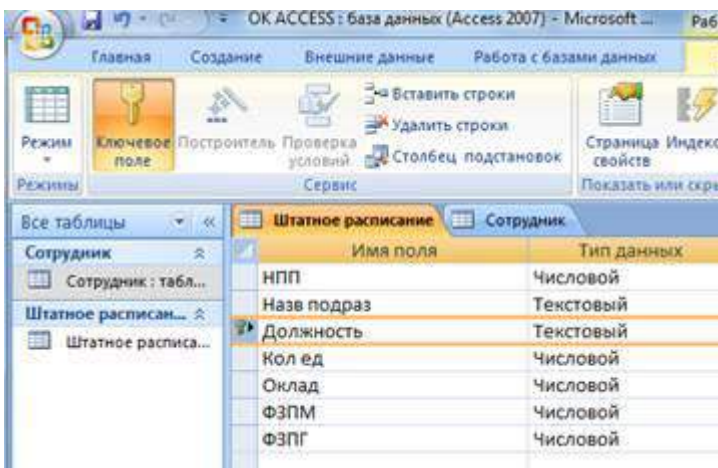 ОК ACCESS : база данных (Access 2007) - Microsoft ... Раб
Главная Создание Внешние данные Работа с базами данных
Режим
Ключевое поле
Построитель
Проверка условий
Вставить строки
Удалить строки
Столбец подстановок
Страница свойств
Индекс
Режимы Сервис Показать или скр
Все таблицы
Штатное расписание Сотрудник
Сотрудник
Сотрудник : табл...
Штатное расписан...
Штатное расписа...
Имя поля Тип данных
НПП Числовой
Назв подраз Текстовый
Должность Текстовый
Кол ед Числовой
Оклад Числовой
ФЗПМ Числовой
ФЗПГ Числовой